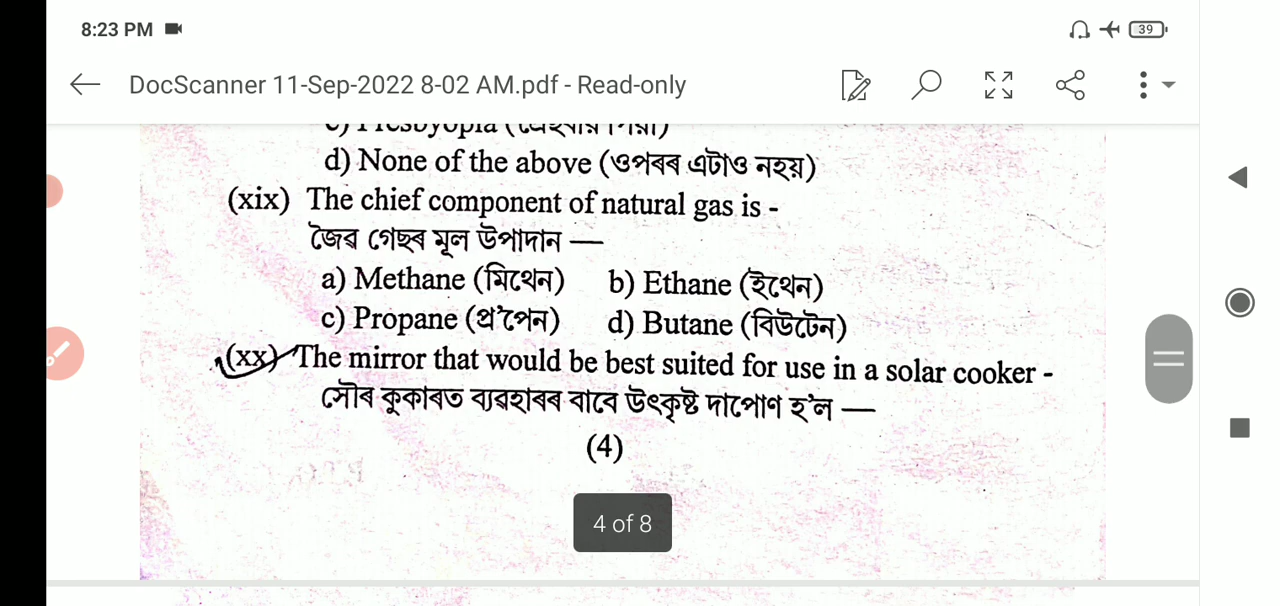 8:23 PM
39
DocScanner 11-Sep-2022 8-02 AM.pdf - Read-only
c) Presbyopia
d) None of the above (ওপৰৰ এটাও নহয়)
(xix) The chief component of natural gas is -
জৈৱ গেছৰ মূল উপাদান —
a) Methane (মিথেন) b) Ethane (ইথেন)
c) Propane (প্ৰ'পেন) d) Butane (বিউটেন)
(xx) The mirror that would be best suited for use in a solar cooker -
সৌৰ কুকাৰত ব্যৱহাৰৰ বাবে উৎকৃষ্ট দাপোণ হ'ল —
(4)
4 of 8